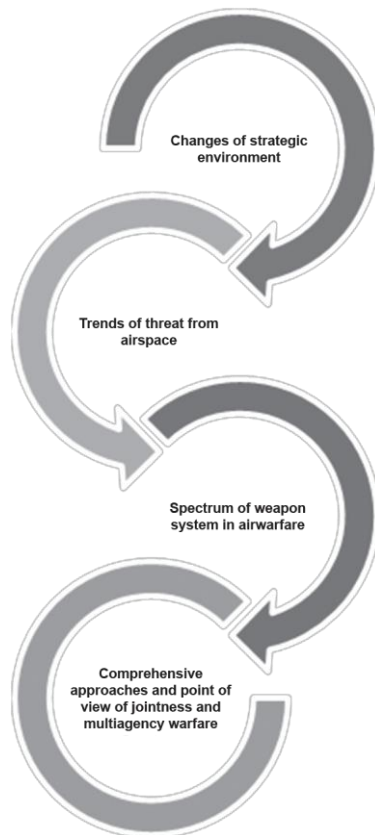 Changes of strategic
environment
Trends of threat from
airspace
Spectrum of weapon
system in airwarfare
Comprehensive
approaches and point of
view of jointness and
multiagency warfare